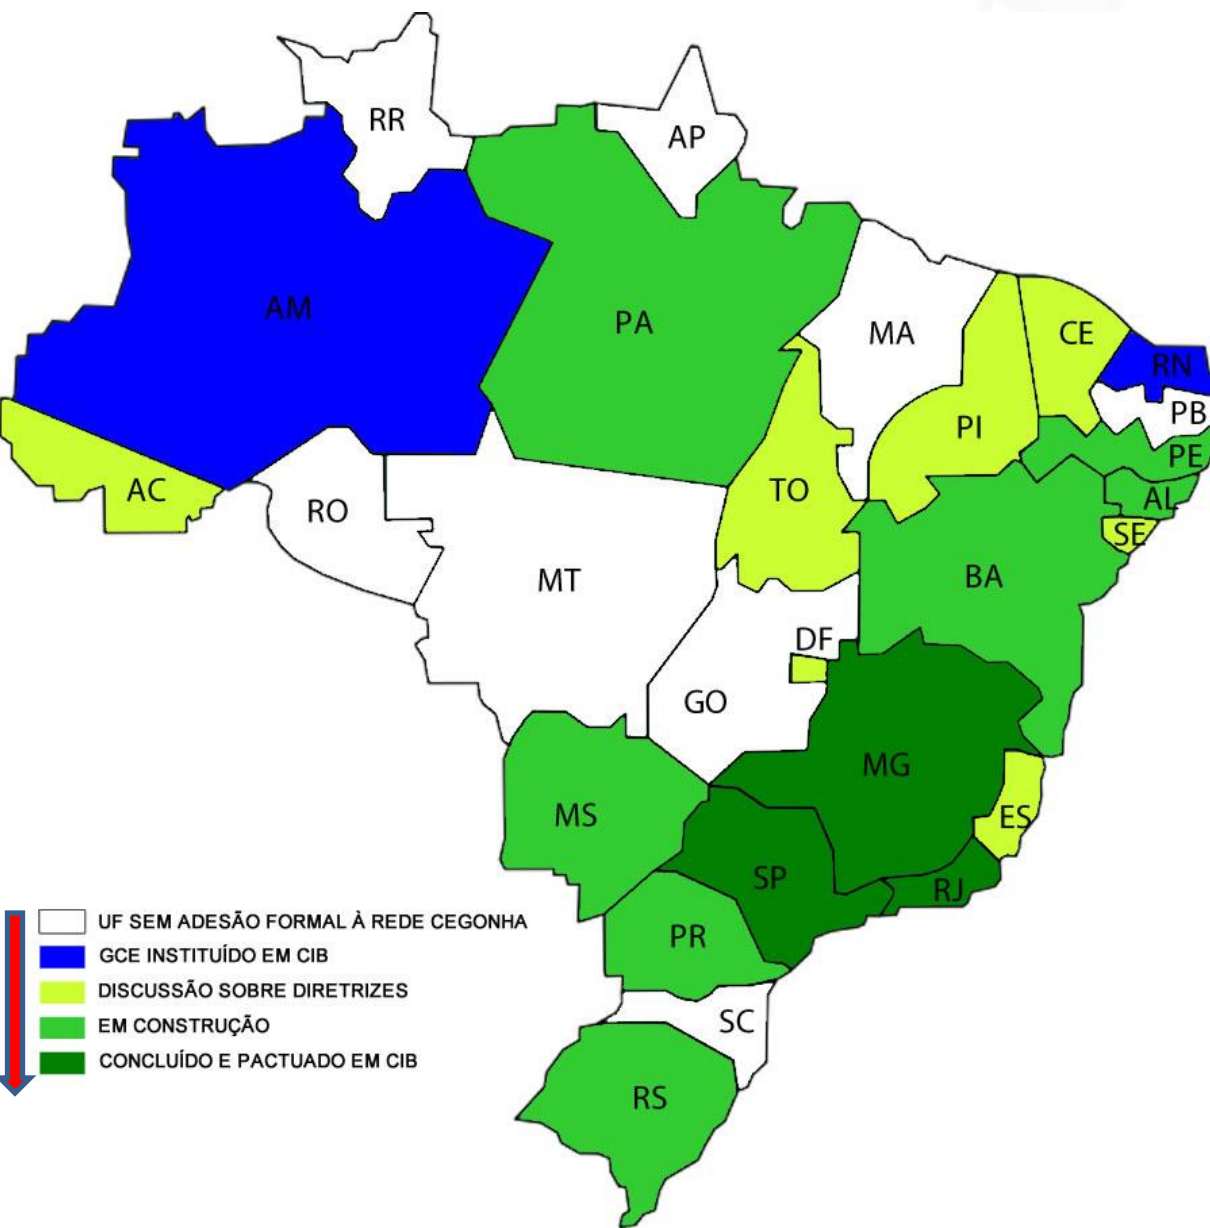 RR
AP
AM
PA
MA
CE
RN
PB
PI
PE
AC
TO
AL
RO
SE
MT
BA
DF
GO
MG
MS
ES
SP
RJ
PR
SC
RS
UF SEM ADESÃO FORMAL À REDE CEGONHA
GCE INSTITUÍDO EM CIB
DISCUSSÃO SOBRE DIRETRIZES
EM CONSTRUÇÃO
CONCLUÍDO E PACTUADO EM CIB